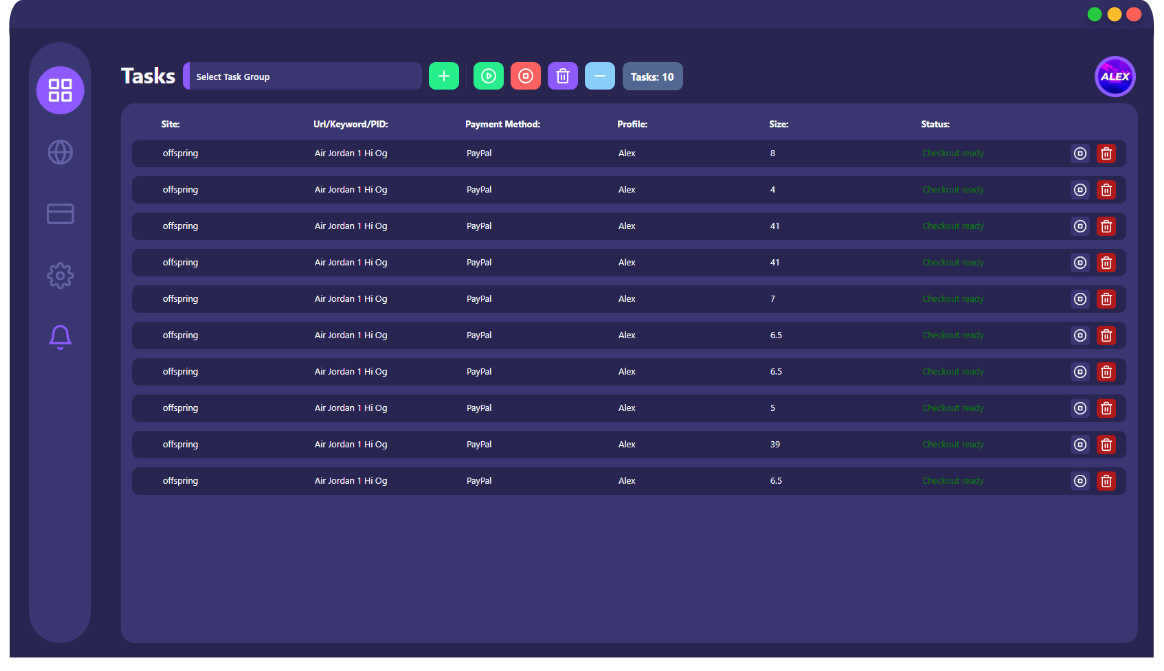 Tasks Select Task Group Tasks: 10 ALEX
Site: Url/Keyword/PID: Payment Method: Profile: Size: Status:
offspring Air Jordan 1 Hi Og PayPal Alex 8 Checkout ready
offspring Air Jordan 1 Hi Og PayPal Alex 4 Checkout ready
offspring Air Jordan 1 Hi Og PayPal Alex 41 Checkout ready
offspring Air Jordan 1 Hi Og PayPal Alex 41 Checkout ready
offspring Air Jordan 1 Hi Og PayPal Alex 7 Checkout ready
offspring Air Jordan 1 Hi Og PayPal Alex 6.5 Checkout ready
offspring Air Jordan 1 Hi Og PayPal Alex 6.5 Checkout ready
offspring Air Jordan 1 Hi Og PayPal Alex 5 Checkout ready
offspring Air Jordan 1 Hi Og PayPal Alex 39 Checkout ready
offspring Air Jordan 1 Hi Og PayPal Alex 6.5 Checkout ready